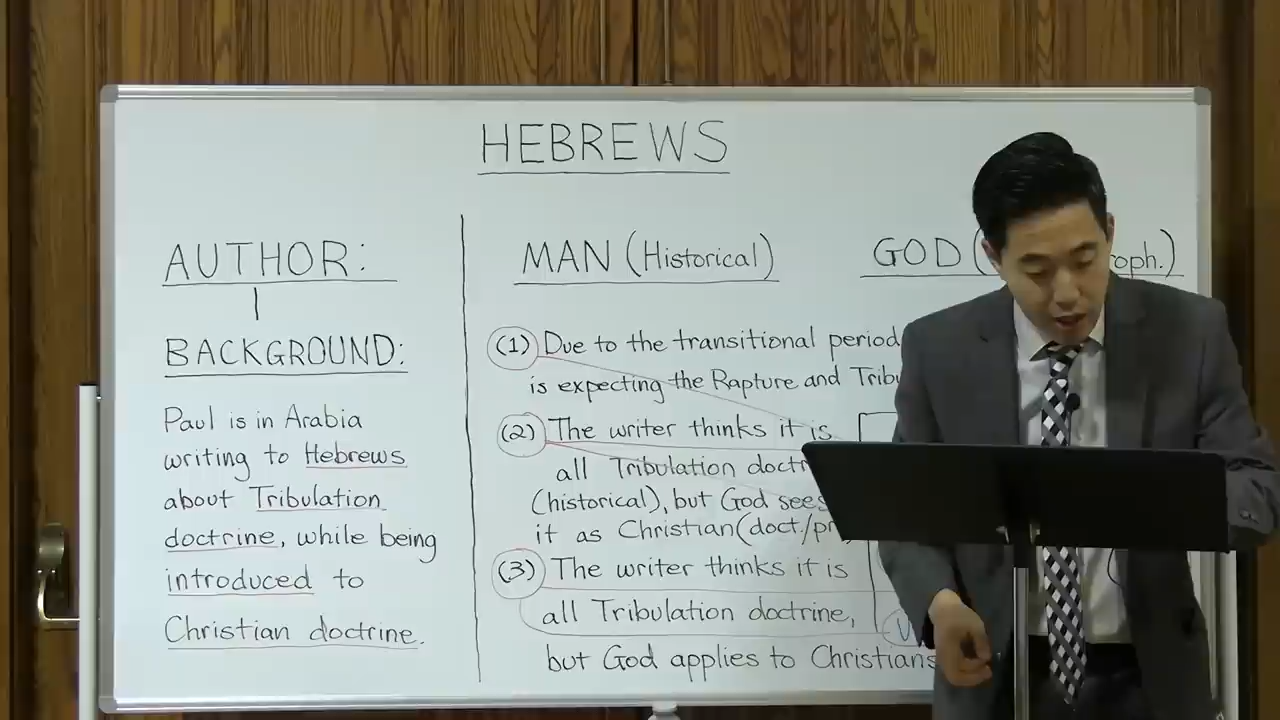 HEBREWS
AUTHOR:
BACKGROUND:
Paul is in Arabia
writing to Hebrews
about Tribulation
doctrine, while being
introduced to
Christian doctrine.
MAN (Historical)
(1) Due to the transitional period
is expecting the Rapture and Tribu
(2) The writer thinks it is
all Tribulation doctr
(historical), but God sees
it as Christian (doct./pr
(3) The writer thinks it is
all Tribulation doctrine,
but God applies to Christians
GOD ( roph.)